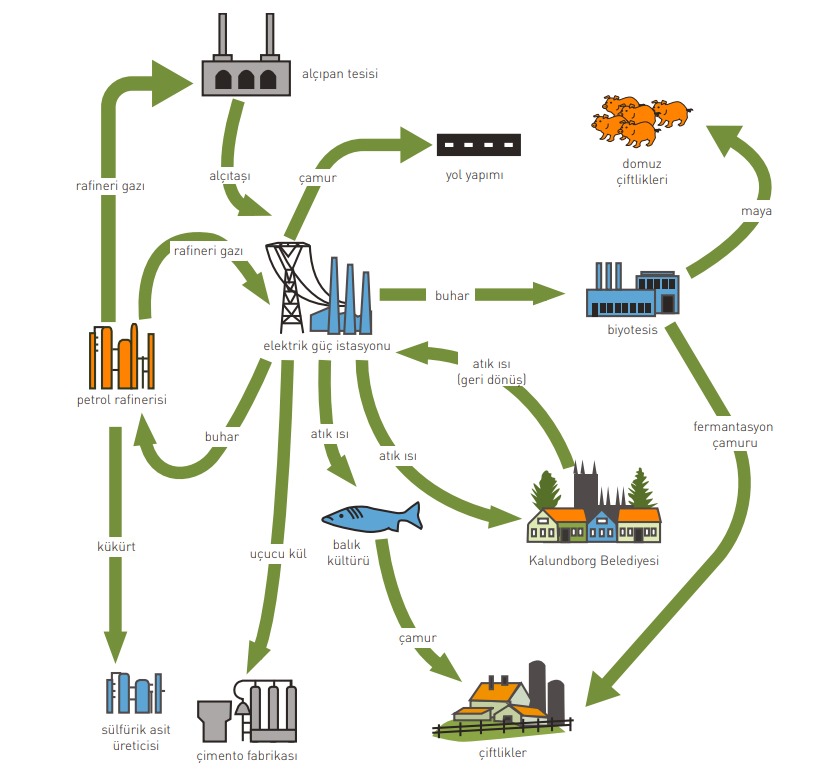 alçıpan tesisi
rafineri gazı
alçıtaşı
çamur
yol yapımı
domuz
çiftlikleri
maya
rafineri gazı
buhar
elektrik güç istasyonu
biyotesis
petrol rafinerisi
atık ısı
(geri dönüş)
buhar
atık ısı
atık ısı
fermantasyon
çamuru
kükürt
uçucu kül
balık
kültürü
Kalundborg Belediyesi
çamur
sülfürik asit
üreticisi
çimento fabrikası
çiftlikler